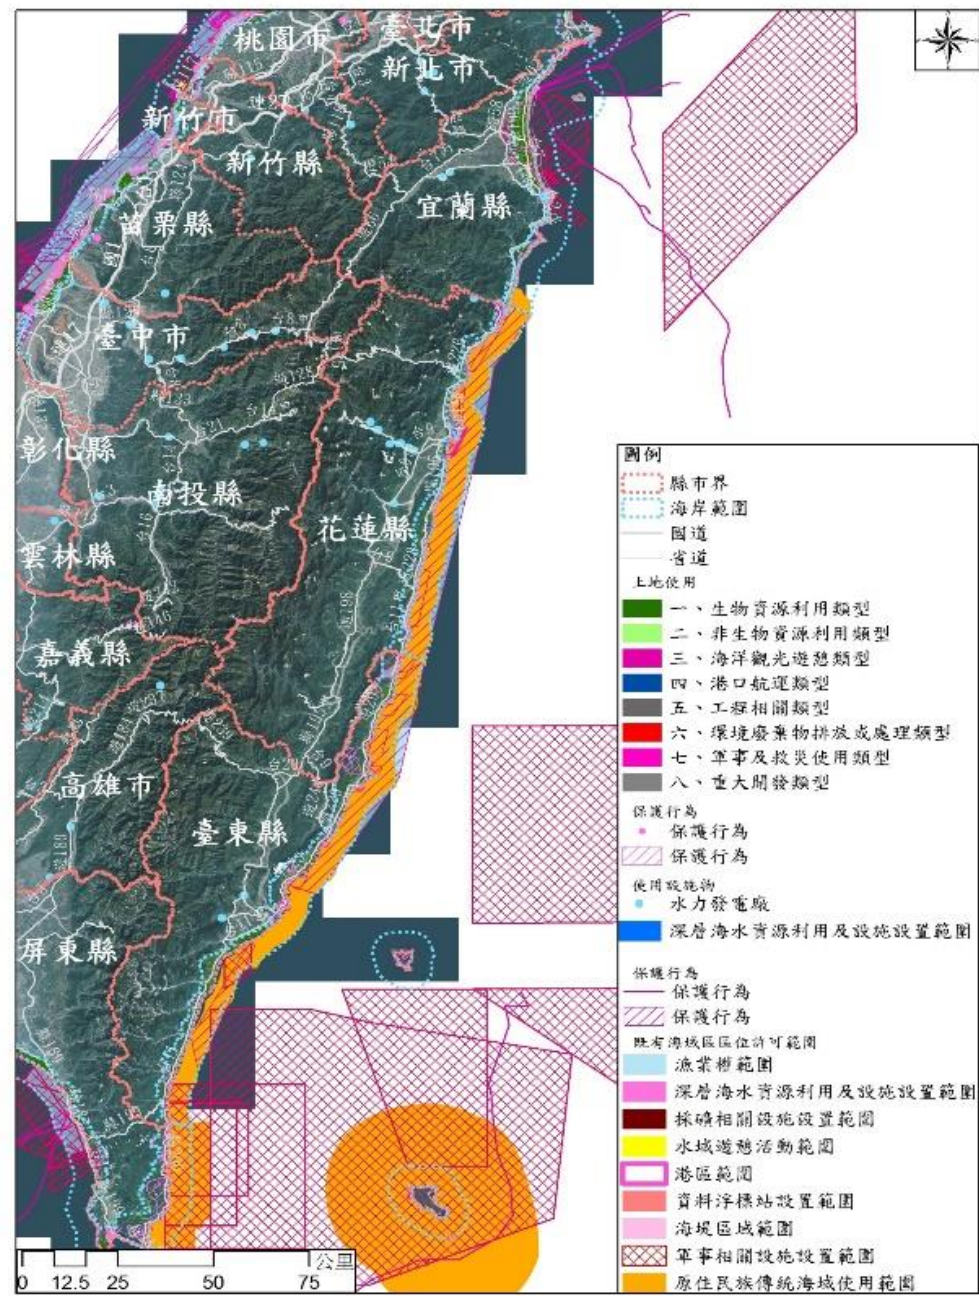 桃園市
臺北市
新北市
新竹市
新竹縣
宜蘭縣
苗栗縣
臺中市
彰化縣
南投縣
花蓮縣
雲林縣
嘉義縣
高雄市
臺東縣
屏東縣
圖例
縣市界
海岸範圍
國道
省道
土地使用
一、生物資源利用類型
二、非生物資源利用類型
三、海洋觀光遊憩類型
四、港口航運類型
五、工程相關類型
六、環境廢棄物排放或處理類型
七、軍事及救災使用類型
八、重大開發類型
保護行為
保護行為
保護行為
使用設施物
水力發電廠
深層海水資源利用及設施設置範圍
保護行為
保護行為
保護行為
既有海域區區位許可範圍
漁業權範圍
深層海水資源利用及設施設置範圍
採礦相關設施設置範圍
水域遊憩活動範圍
港區範圍
資料浮標站設置範圍
海堤區域範圍
軍事相關設施設置範圍
原住民族傳統海域使用範圍
公里
0 12.5 25 50 75